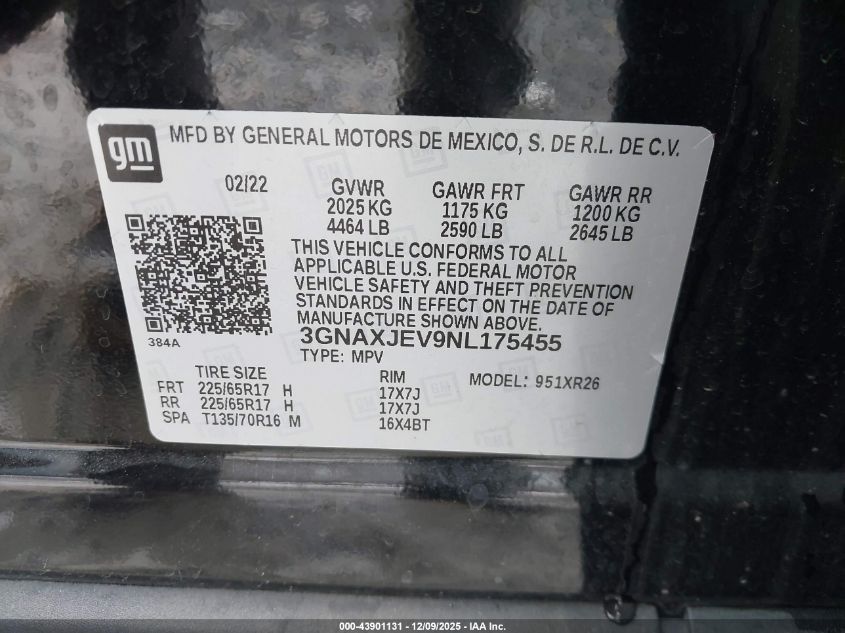 gm
MFD BY GENERAL MOTORS DE MEXICO, S. DE R.L. DE C.V.
02/22 GVWR GAWR FRT GAWR RR
2025 KG 1175 KG 1200 KG
4464 LB 2590 LB 2645 LB
THIS VEHICLE CONFORMS TO ALL
APPLICABLE U.S. FEDERAL MOTOR
VEHICLE SAFETY AND THEFT PREVENTION
STANDARDS IN EFFECT ON THE DATE OF
MANUFACTURE SHOWN ABOVE.
384A
3GNAXJEV9NL175455
TYPE: MPV
TIRE SIZE RIM MODEL: 951XR26
FRT 225/65R17 H 17X7J
RR 225/65R17 H 17X7J
SPA T135/70R16 M 16X4BT
000-43901131 - 12/09/2025 - IAA Inc.